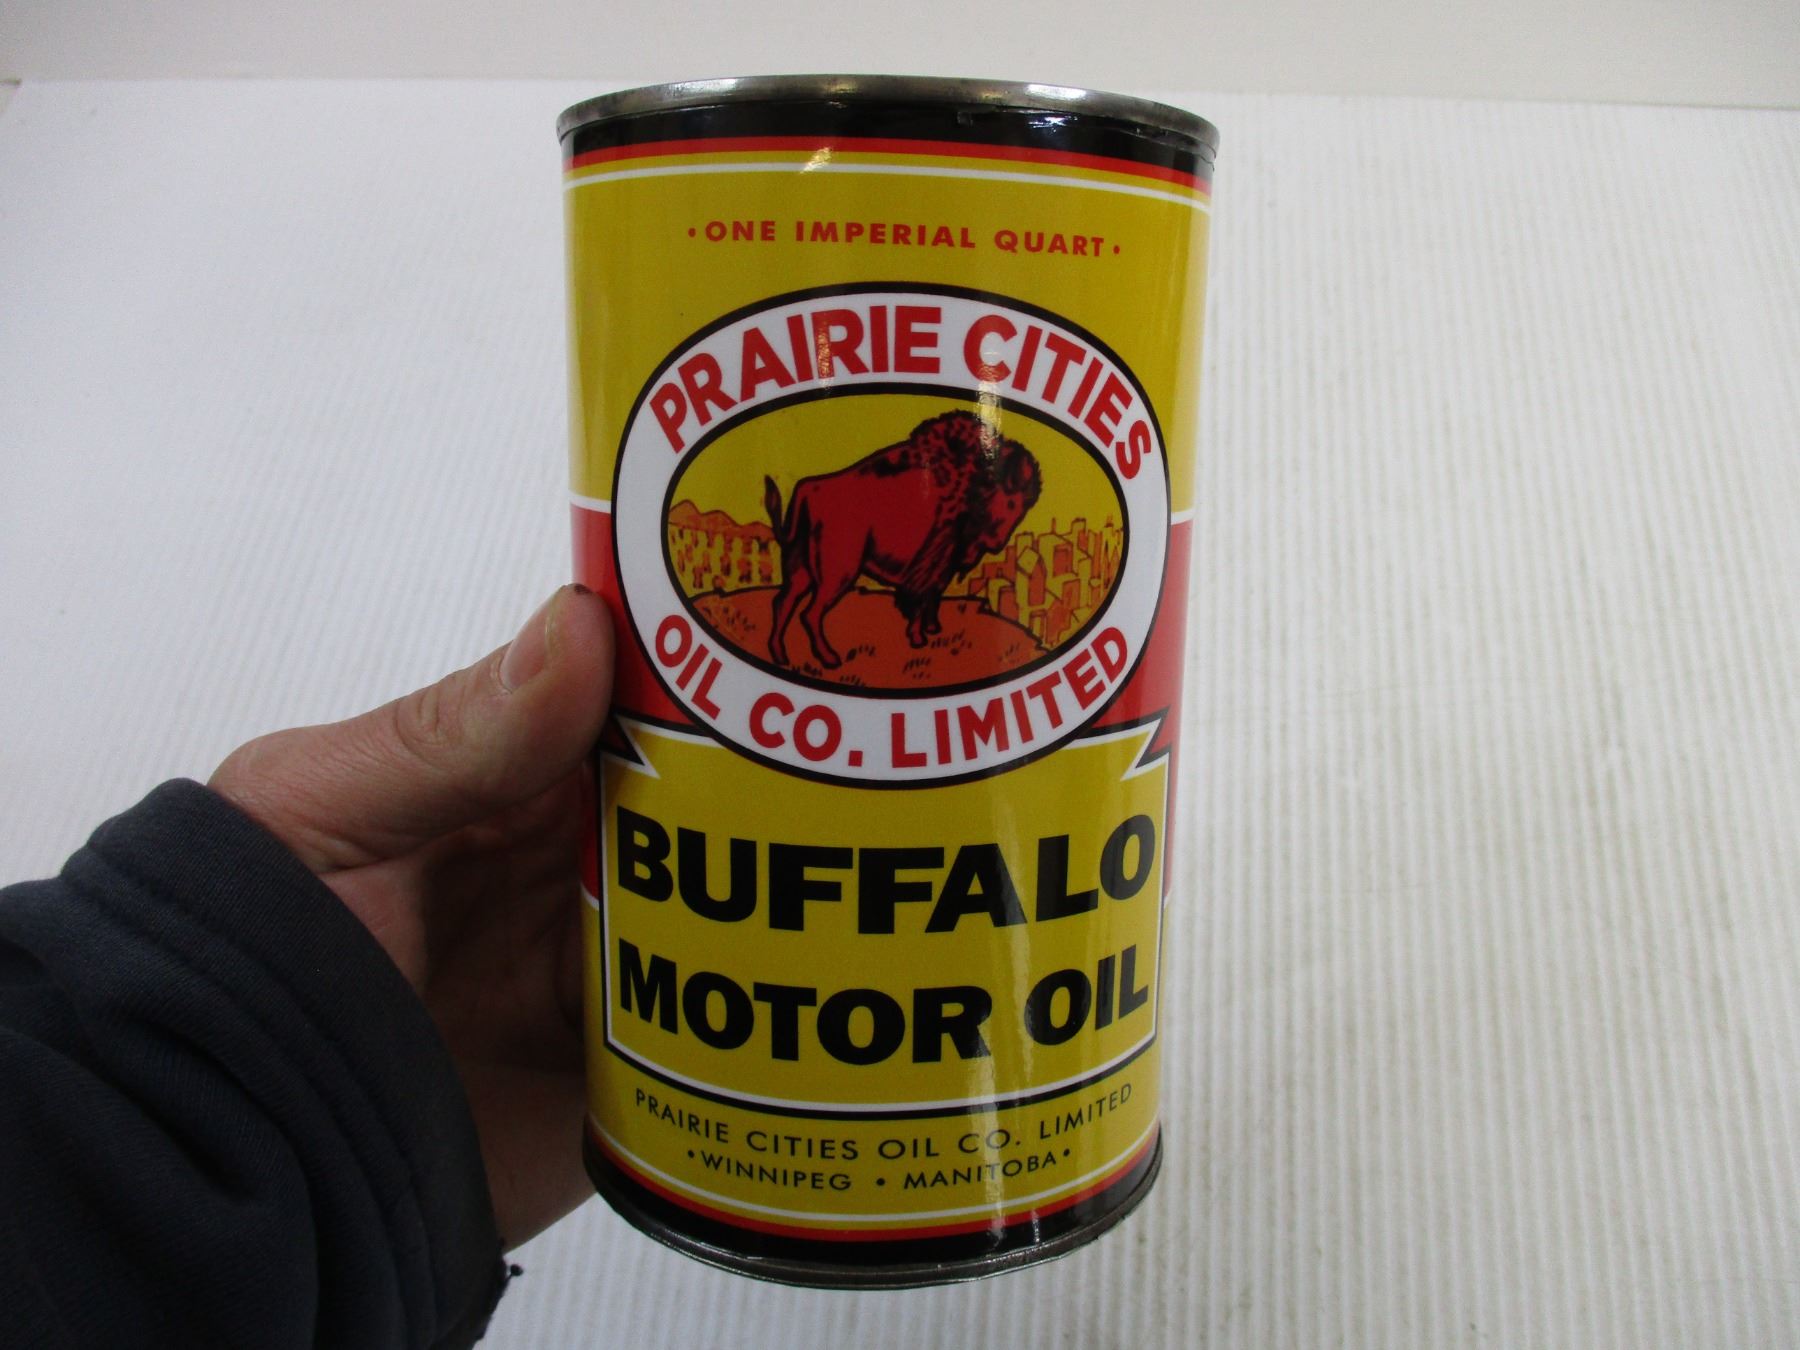 • ONE IMPERIAL QUART •
PRAIRIE CITIES
OIL CO. LIMITED
BUFFALO
MOTOR OIL
PRAIRIE CITIES OIL CO. LIMITED
• WINNIPEG • MANITOBA •